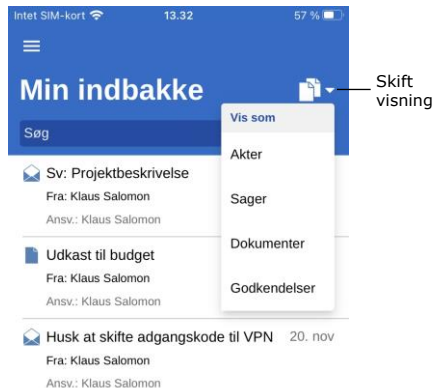 Intet SIM-kort 13.32 57 %
Min indbakke
Skift
visning
Vis som
Søg
Akter
Sv: Projektbeskrivelse
Fra: Klaus Salomon
Sager
Ansv.: Klaus Salomon
Dokumenter
Udkast til budget
Fra: Klaus Salomon
Godkendelser
Ansv.: Klaus Salomon
Husk at skifte adgangskode til VPN 20. nov
Fra: Klaus Salomon
Ansv.: Klaus Salomon